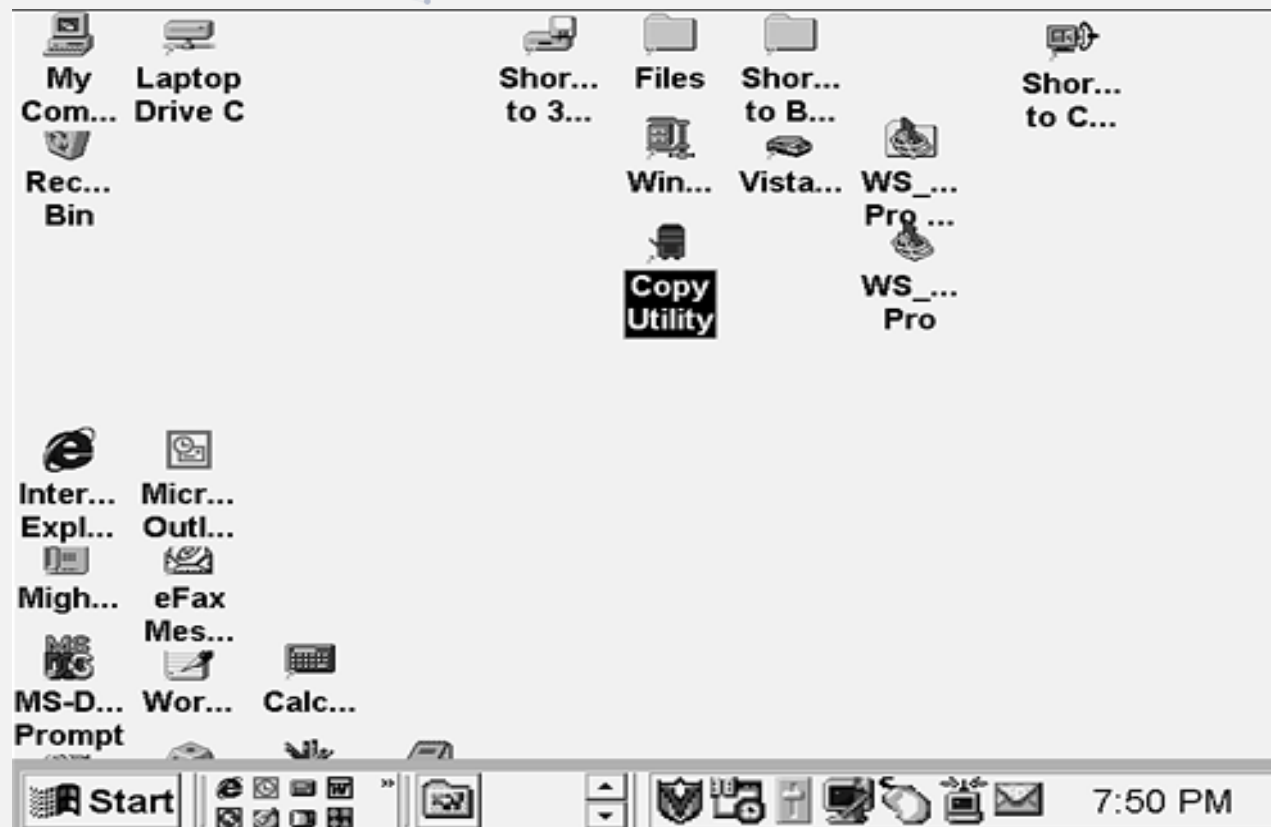 My
Com...
Laptop
Drive C
Shor...
to 3...
Files
Shor...
to B...
Shor...
to C...
Rec...
Bin
Win...
Vista...
WS_...
Pro ...
Copy
Utility
WS_...
Pro
Inter...
Expl...
Micr...
Outl...
Migh...
eFax
Mes...
MS-D...
Prompt
Wor...
Calc...
Start
7:50 PM